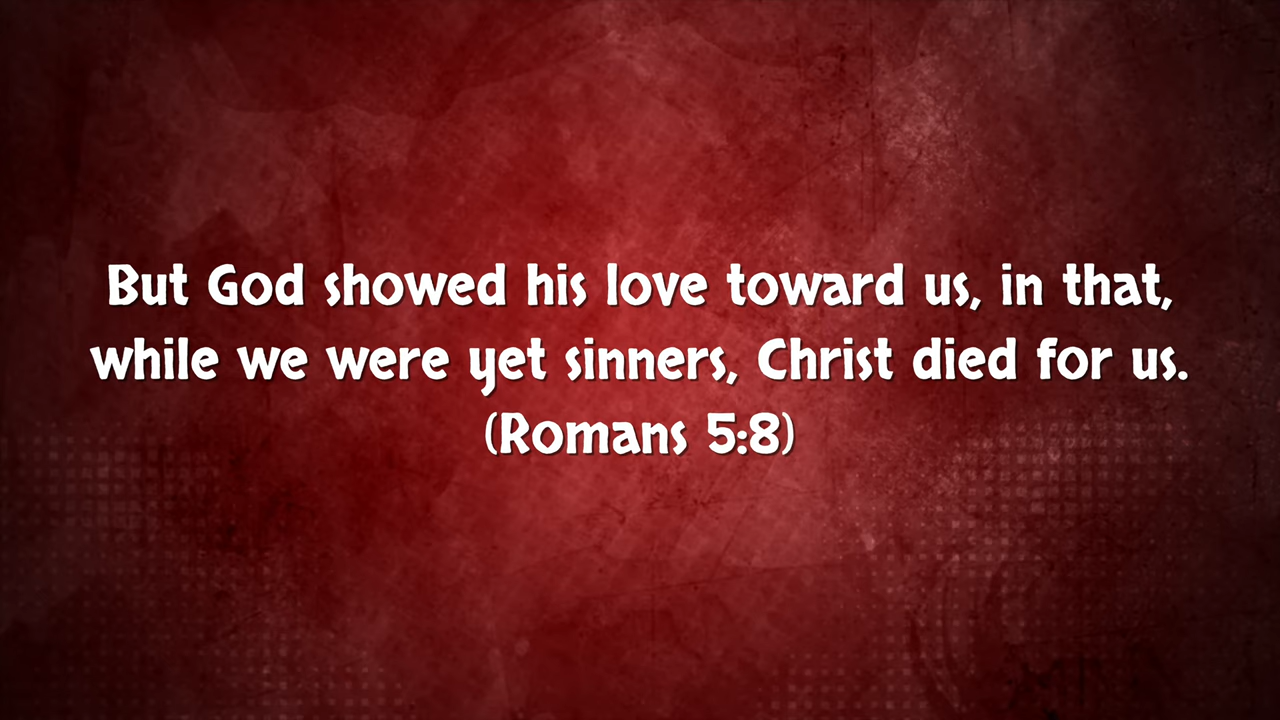 But God showed his love toward us, in that,
while we were yet sinners, Christ died for us.
(Romans 5:8)